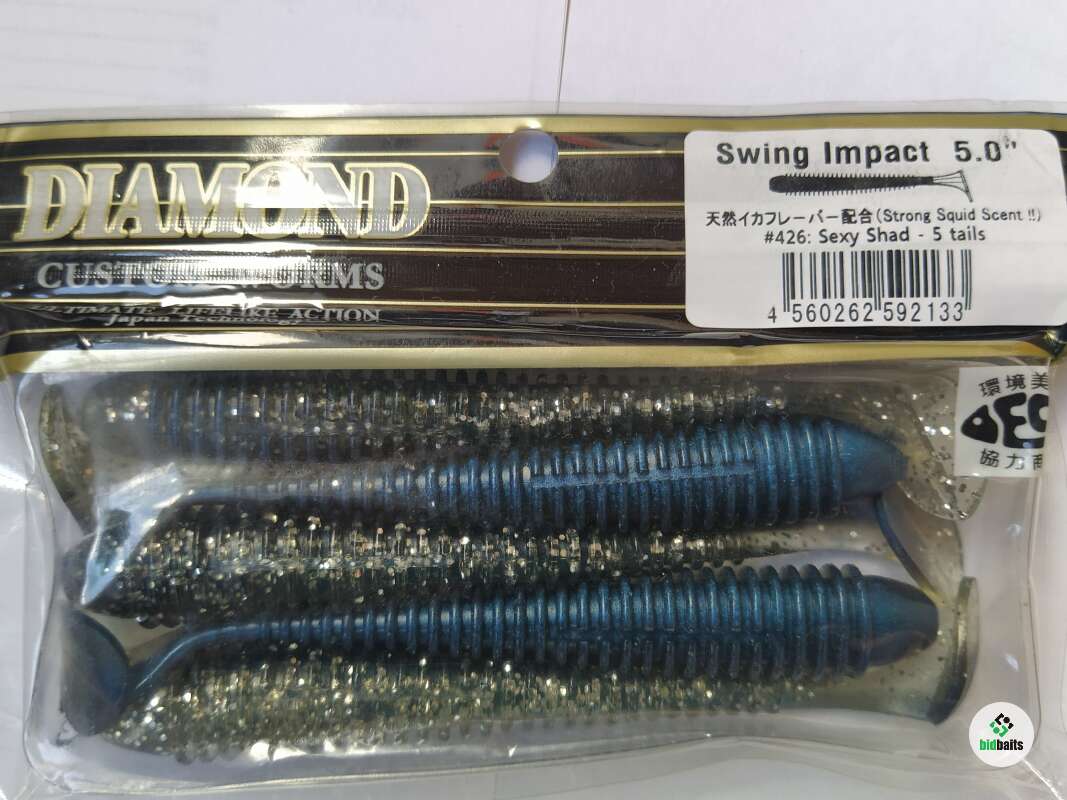 DIAMOND
CUSTOM WORMS
ULTIMATE LIFELIKE ACTION
Japan
Swing Impact 5.0"
天然イカフレーバー配合(Strong Squid Scent !!)
#426: Sexy Shad - 5 tails
4 560262 592133
環境美
協力商
bidbaits